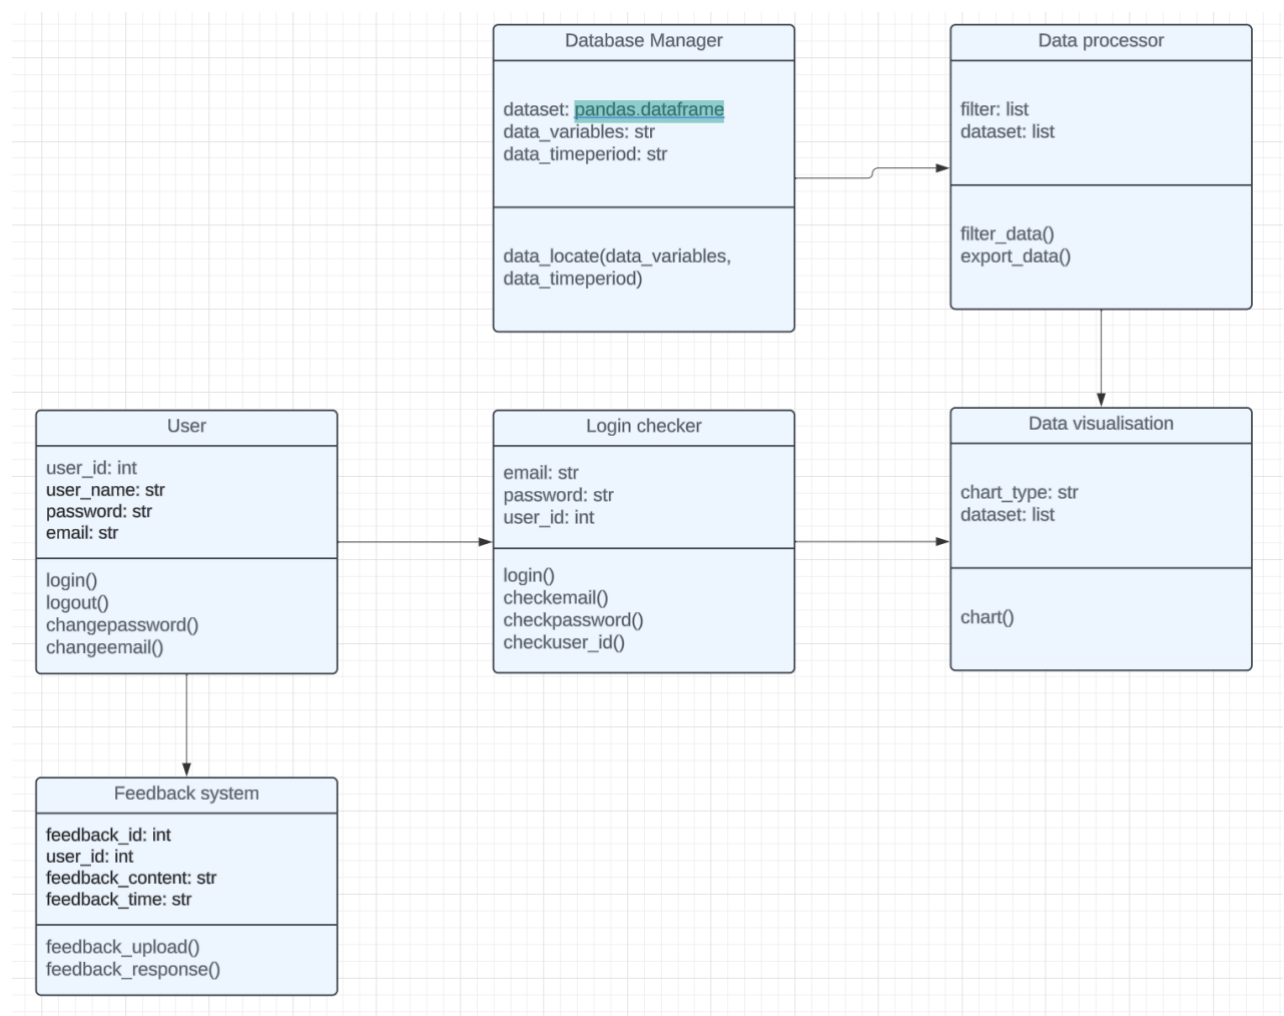 Database Manager
dataset: pandas.dataframe
data_variables: str
data_timeperiod: str
data_locate(data_variables,
data_timeperiod)
Data processor
filter: list
dataset: list
filter_data()
export_data()
User
user_id: int
user_name: str
password: str
email: str
login()
logout()
changepassword()
changeemail()
Login checker
email: str
password: str
user_id: int
login()
checkemail()
checkpassword()
checkuser_id()
Data visualisation
chart_type: str
dataset: list
chart()
Feedback system
feedback_id: int
user_id: int
feedback_content: str
feedback_time: str
feedback_upload()
feedback_response()